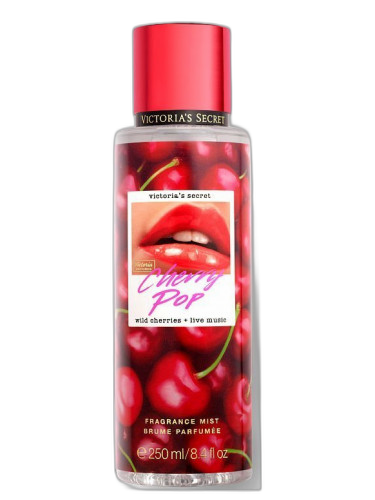 VICTORIA'S SECRET
victoria's secret
Cherry
POP
wild cherries + live music
FRAGRANCE MIST
BRUME PARFUMÉE
℮250 ml/8.4 fl oz